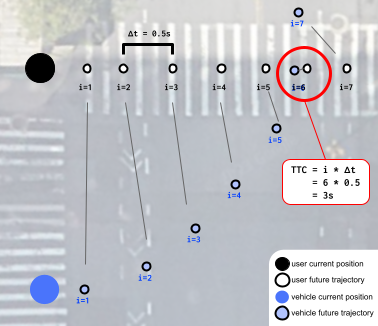 i=7
Δt = 0.5s
i=1
i=2
i=3
i=4
i=5
i=6
i=7
i=5
TTC = i * Δt
= 6 * 0.5
= 3s
i=4
i=3
i=2
i=1
user current position
user future trajectory
vehicle current position
vehicle future trajectory